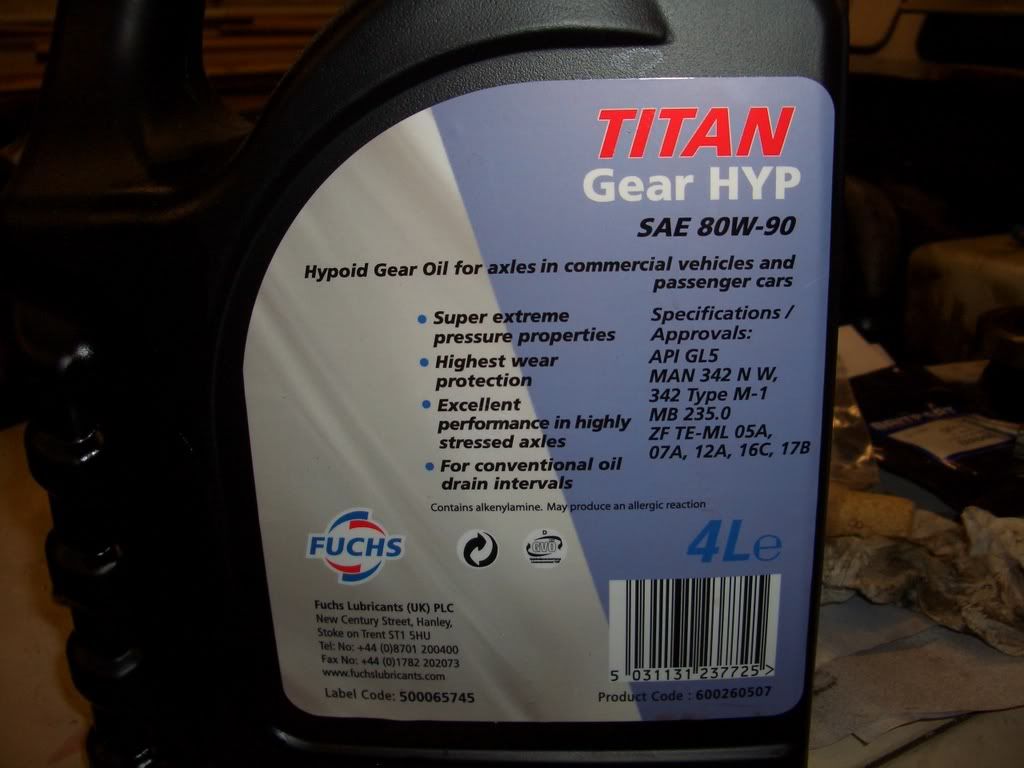 TITAN
Gear HYP
SAE 80W-90
Hypoid Gear Oil for axles in commercial vehicles and
passenger cars
• Super extreme
pressure properties
• Highest wear
protection
• Excellent
performance in highly
stressed axles
• For conventional oil
drain intervals
Specifications /
Approvals:
API GL5
MAN 342 N W,
342 Type M-1
MB 235.0
ZF TE-ML 05A,
07A, 12A, 16C, 17B
Contains alkenylamine. May produce an allergic reaction
FUCHS
D
GVÖ
4L e
Fuchs Lubricants (UK) PLC
New Century Street, Hanley,
Stoke on Trent ST1 5HU
Tel: No: +44 (0)8701 200400
Fax No: +44 (0)1782 202073
www.fuchslubricants.com
Label Code: 500065745
5 031131 237725 >
Product Code : 600260507